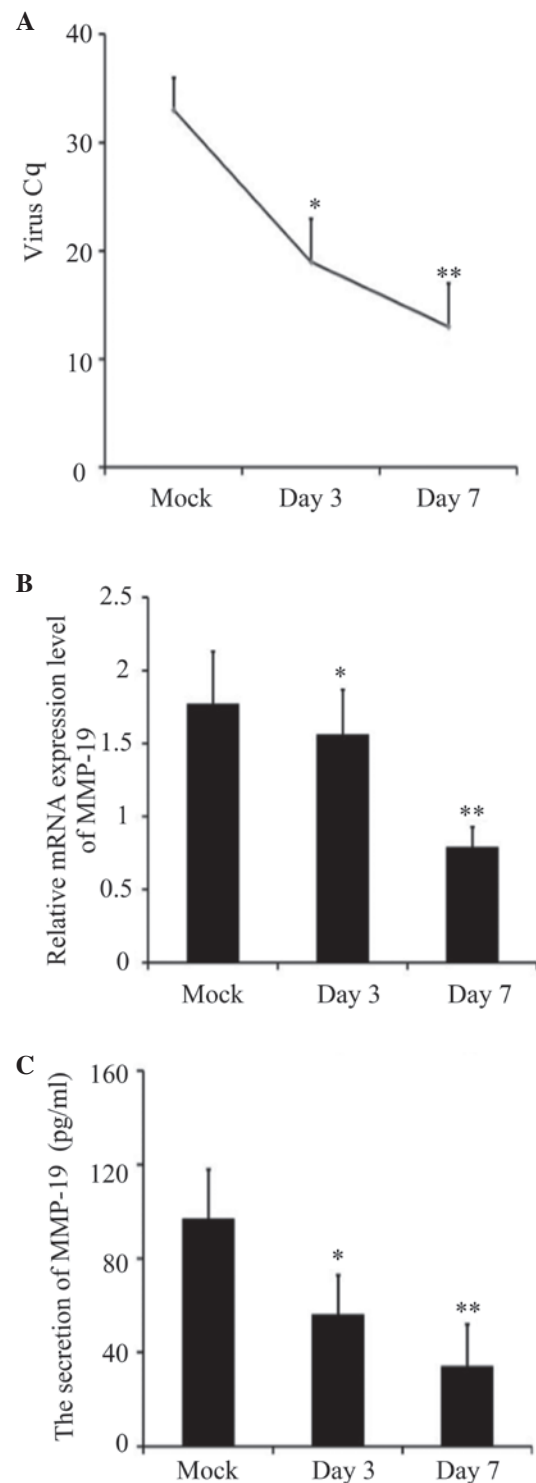 A
40
30
20
10
0
Virus Cq
*
**
Mock Day 3 Day 7
B
2.5
2
1.5
1
0.5
0
Relative mRNA expression level
of MMP-19
*
**
Mock Day 3 Day 7
C
160
120
80
40
0
The secretion of MMP-19 (pg/ml)
*
**
Mock Day 3 Day 7